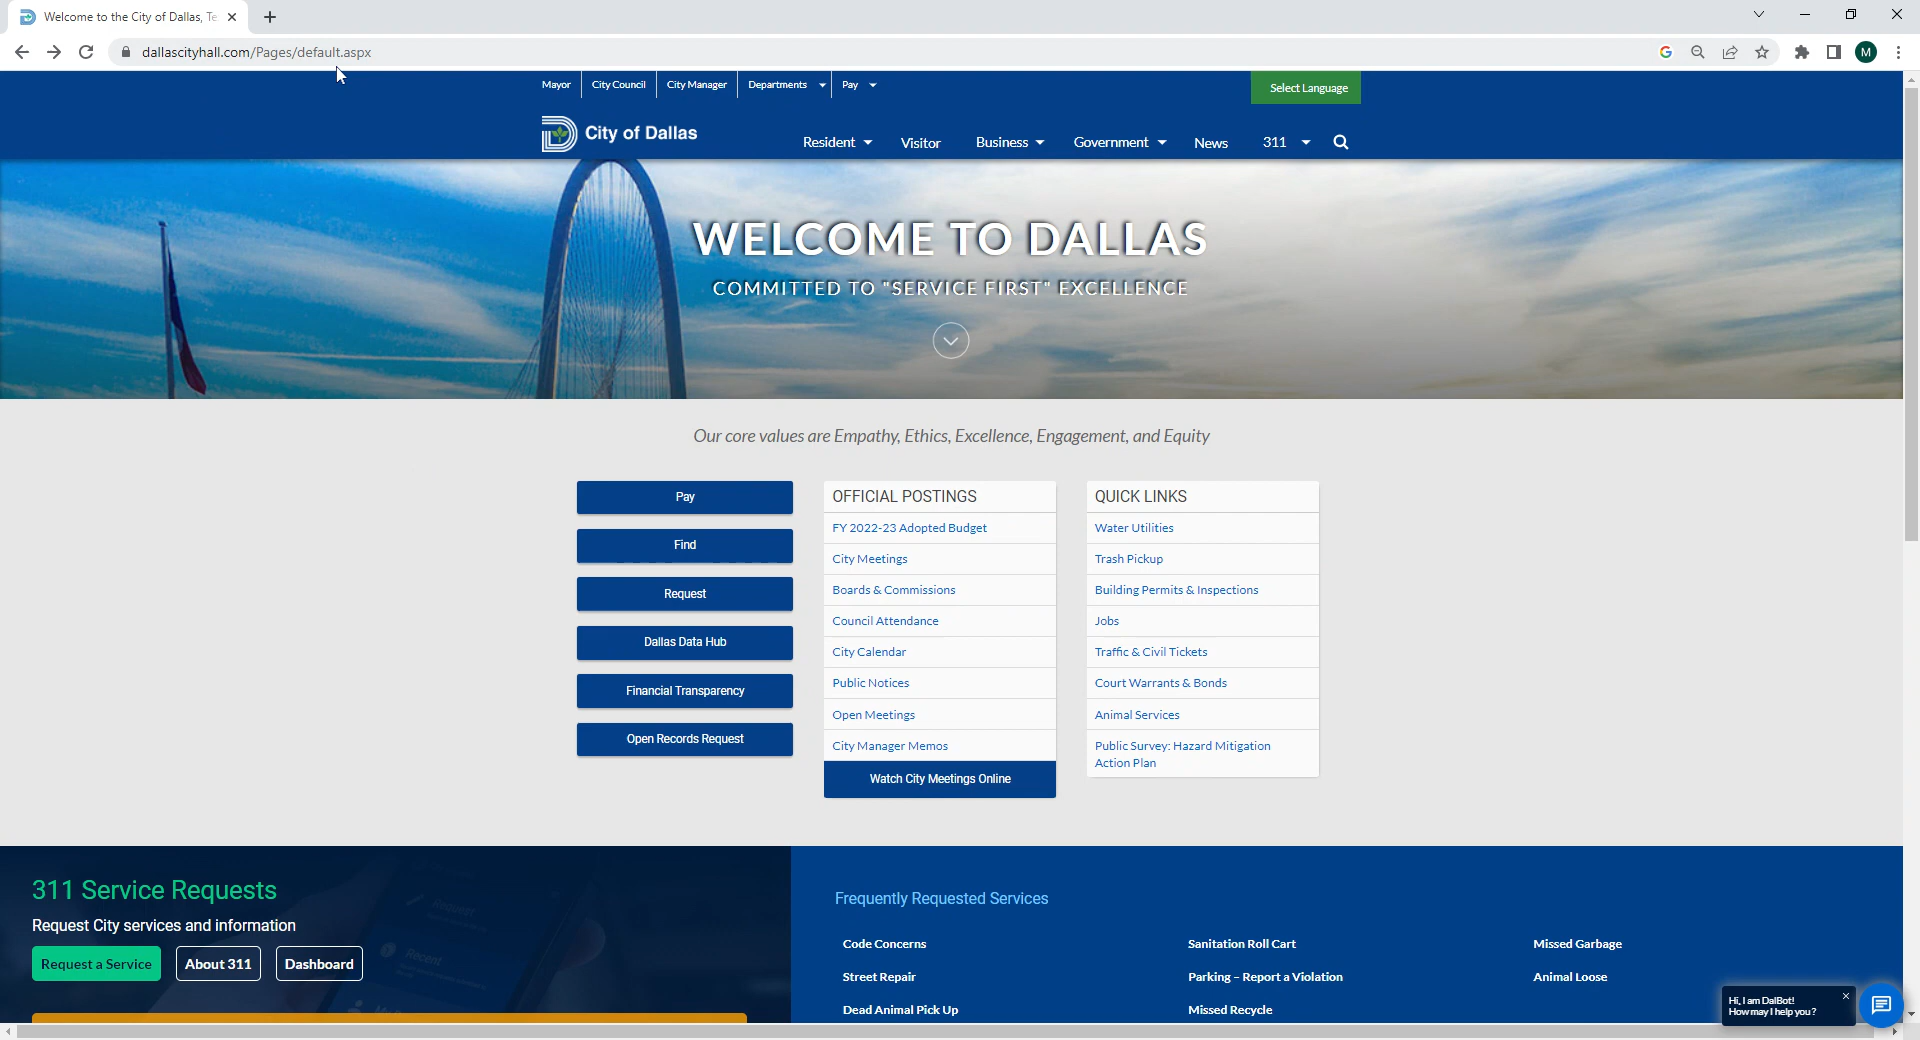 Welcome to the City of Dallas, Te
dallascityhall.com/Pages/default.aspx
M
Mayor
City Council
City Manager
Departments
Pay
Select Language
City of Dallas
Resident
Visitor
Business
Government
News
311
WELCOME TO DALLAS
COMMITTED TO "SERVICE FIRST" EXCELLENCE
Our core values are Empathy, Ethics, Excellence, Engagement, and Equity
Pay
Find
Request
Dallas Data Hub
Financial Transparency
Open Records Request
OFFICIAL POSTINGS
FY 2022-23 Adopted Budget
City Meetings
Boards & Commissions
Council Attendance
City Calendar
Public Notices
Open Meetings
City Manager Memos
Watch City Meetings Online
QUICK LINKS
Water Utilities
Trash Pickup
Building Permits & Inspections
Jobs
Traffic & Civil Tickets
Court Warrants & Bonds
Animal Services
Public Survey: Hazard Mitigation
Action Plan
311 Service Requests
Request City services and information
Request a Service
About 311
Dashboard
Request
Recent
Frequently Requested Services
Code Concerns
Sanitation Roll Cart
Missed Garbage
Street Repair
Parking – Report a Violation
Animal Loose
Dead Animal Pick Up
Missed Recycle
Hi, I am DalBot!
How may I help you ?